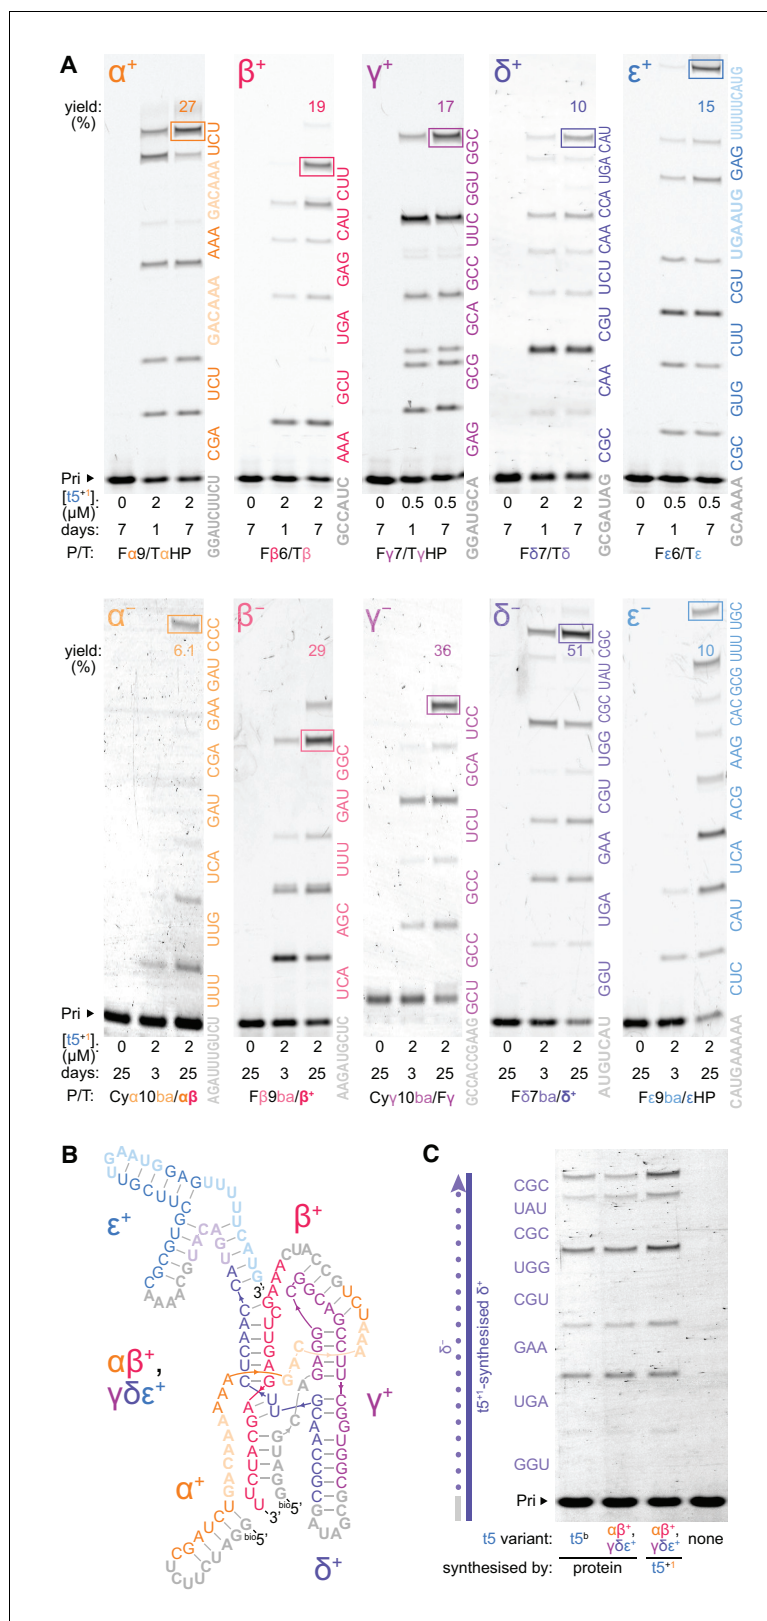 A
α+
β+
γ+
δ+
ε+
yield:
(%)
27
19
17
10
15
GGAUCUUCU CGA UCU GACAAA AAA GACAAA UCU
GCCAUC AAA GCU UGA GAG CAU CUU
GGAUGCA GAG GCG GCA GCC UUC GGU GGC
GCGAUAG CGC CAA CGU UCU CAA CCA UGA CAU
GCAAAA CGC GUG CUU CGU UGAAUG GAG UUUUUCAUG
Pri
[t5+1]:
(μM)
0 2 2
0 2 2
0 0.5 0.5
0 2 2
0 0.5 0.5
days:
7 1 7
7 1 7
7 1 7
7 1 7
7 1 7
P/T:
Fα9/TαHP
Fβ6/Tβ
Fγ7/TγHP
Fδ7/Tδ
Fε6/Tε
α−
β−
γ−
δ−
ε−
yield:
(%)
6.1
29
36
51
10
AGAUUUGUCU UUU UUG UCA GAU CGA GAA GAU CCC
AAGAUGCUC UCA AGC UUU GAU GGC
GCCACCGAAG GCU GCC GCC UCU GCA UCC
AUGUCAU GGU UGA GAA CGU UGG CGC UAU CGC
CAUGAAAAA CUC CAU UCA ACG AAG CAC GCG UUU UGC
Pri
[t5+1]:
(μM)
0 2 2
0 2 2
0 2 2
0 2 2
0 2 2
days:
25 3 25
25 3 25
25 3 25
25 3 25
25 3 25
P/T:
Cyα10ba/αβ
Fβ9ba/β+
Cyγ10ba/Fγ
Fδ7ba/δ+
Fε9ba/εHP
B
ε+
β+
αβ+,
γδε+
γ+
α+
δ+
3'
bio5'
3'
bio5'
C
δ−
t5+1-synthesised δ+
CGC
UAU
CGC
UGG
CGU
GAA
UGA
GGU
Pri
t5 variant:
t5b
αβ+,
γδε+
αβ+,
γδε+
none
synthesised by:
protein
t5+1